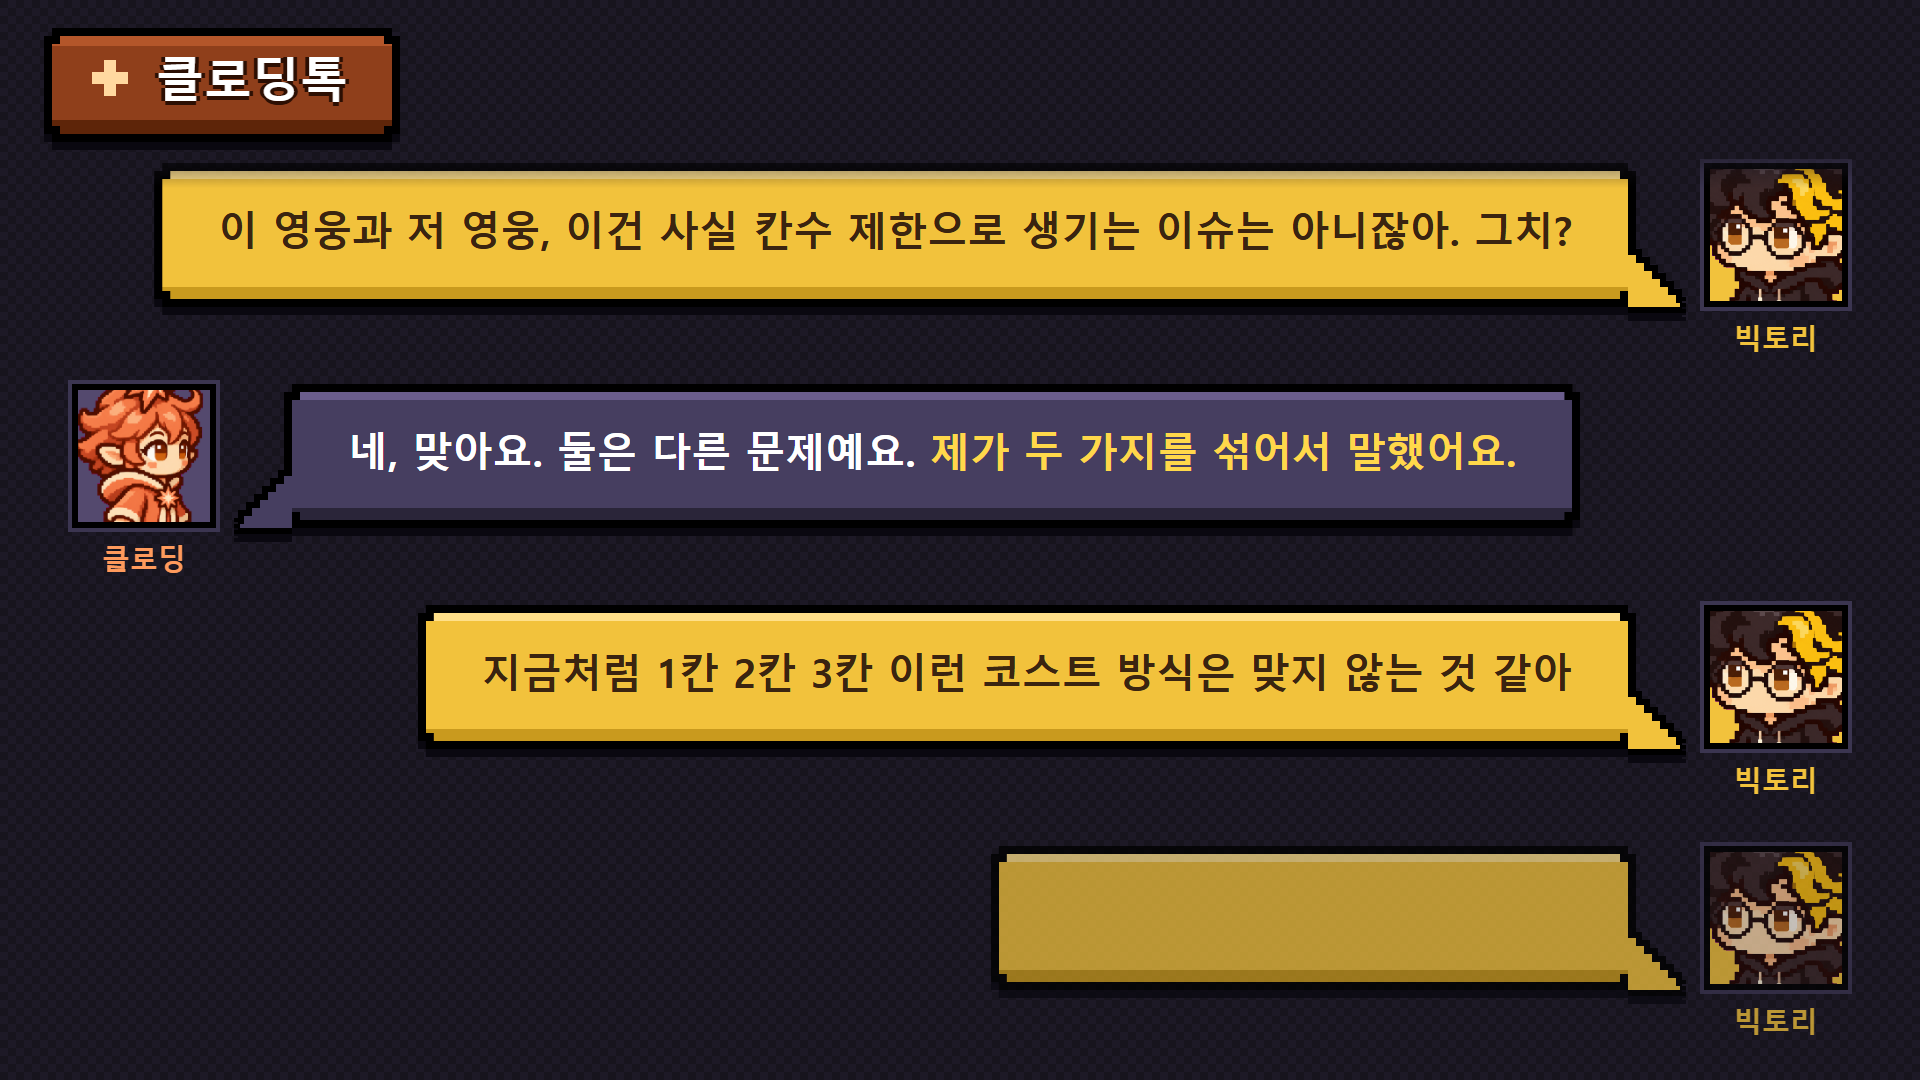 클로딩톡
이 영웅과 저 영웅, 이건 사실 칸수 제한으로 생기는 이슈는 아니잖아. 그치?
빅토리
네, 맞아요. 둘은 다른 문제예요. 제가 두 가지를 섞어서 말했어요.
클로딩
지금처럼 1칸 2칸 3칸 이런 코스트 방식은 맞지 않는 것 같아
빅토리
빅토리